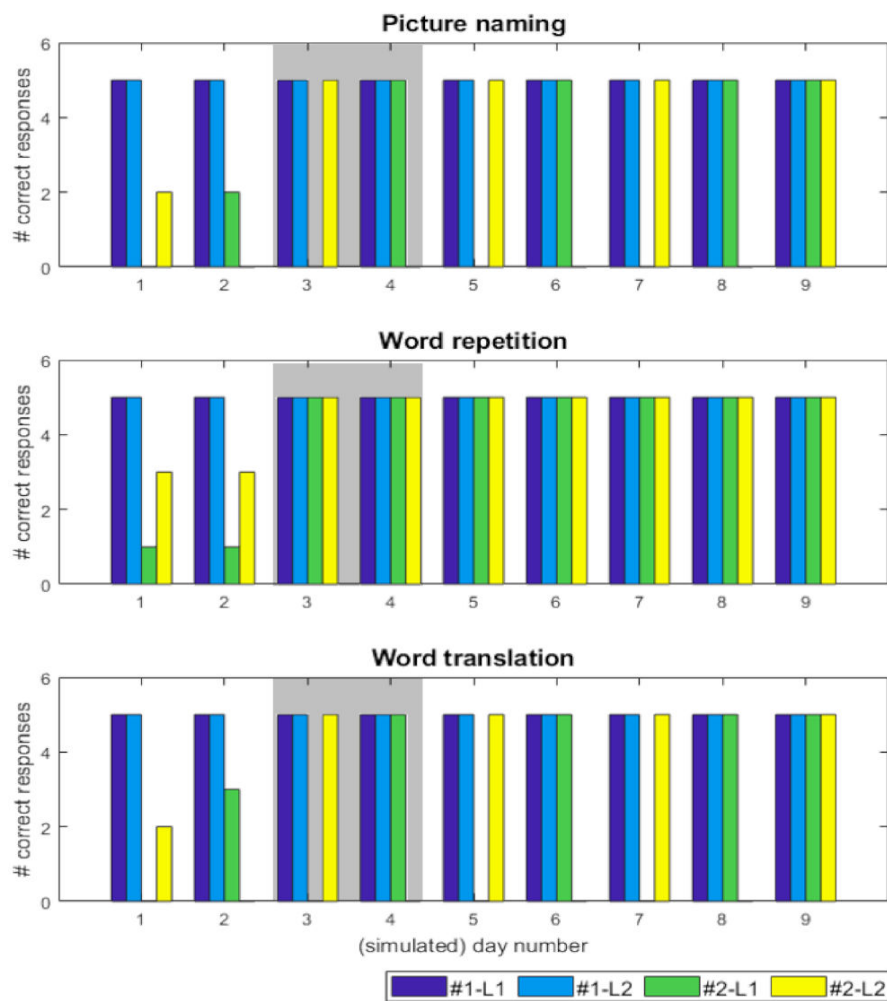 Picture naming
6
4
2
0
# correct responses
1 2 3 4 5 6 7 8 9
Word repetition
6
4
2
0
# correct responses
1 2 3 4 5 6 7 8 9
Word translation
6
4
2
0
# correct responses
1 2 3 4 5 6 7 8 9
(simulated) day number
#1-L1 #1-L2 #2-L1 #2-L2